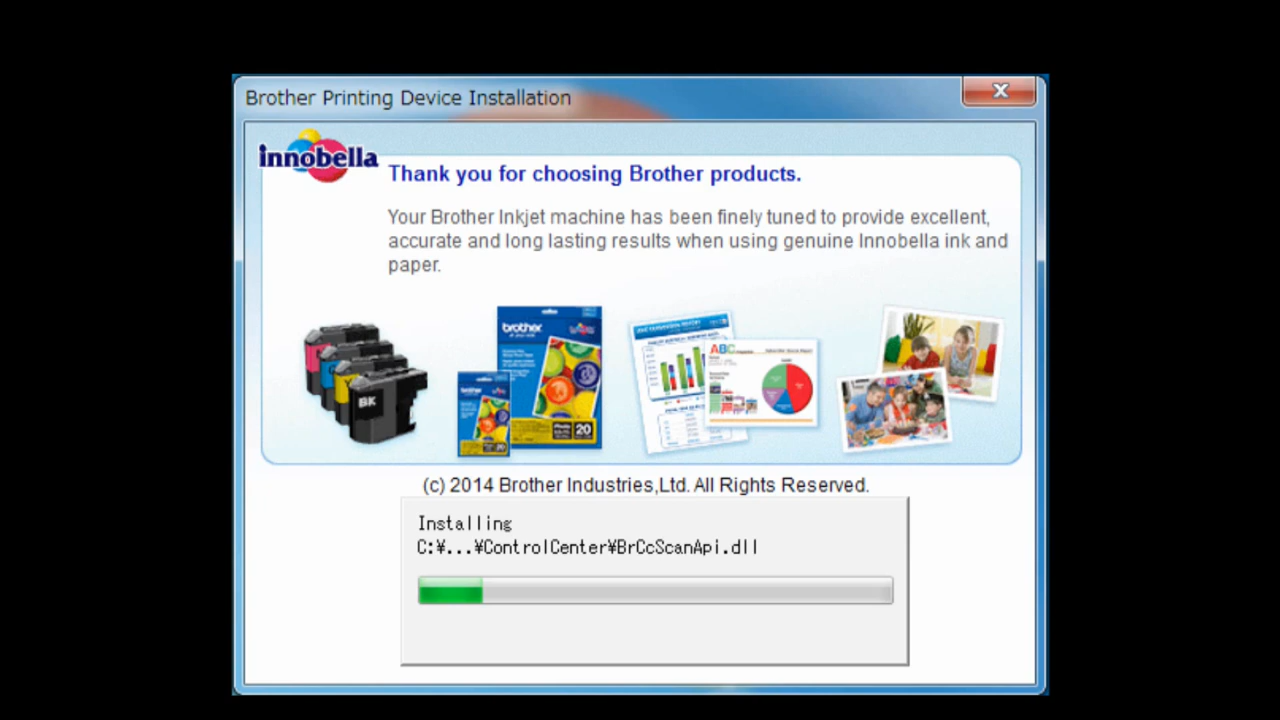 Brother Printing Device Installation
innobella
Thank you for choosing Brother products.
Your Brother Inkjet machine has been finely tuned to provide excellent,
accurate and long lasting results when using genuine Innobella ink and
paper.
BK
brother
20
brother
20
ABC
(c) 2014 Brother Industries,Ltd. All Rights Reserved.
Installing
C:¥...¥ControlCenter¥BrCcScanApi.dll